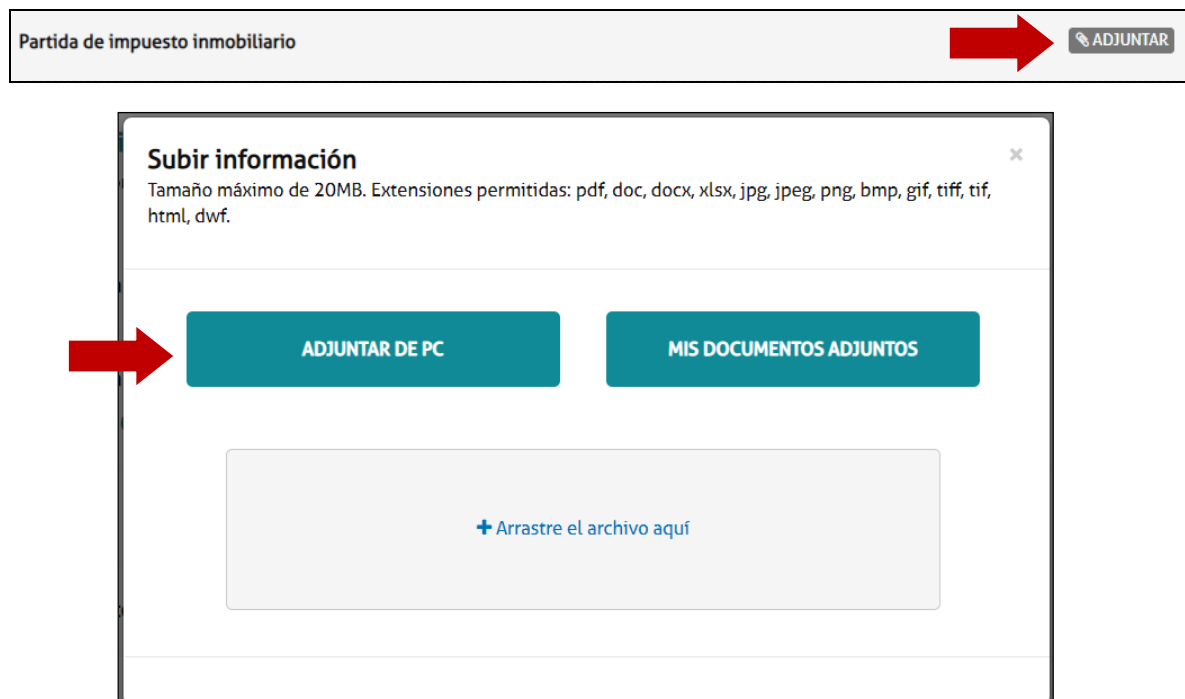 Partida de impuesto inmobiliario
ADJUNTAR
Subir información
×
Tamaño máximo de 20MB. Extensiones permitidas: pdf, doc, docx, xlsx, jpg, jpeg, png, bmp, gif, tiff, tif,
html, dwf.
ADJUNTAR DE PC
MIS DOCUMENTOS ADJUNTOS
+ Arrastre el archivo aquí